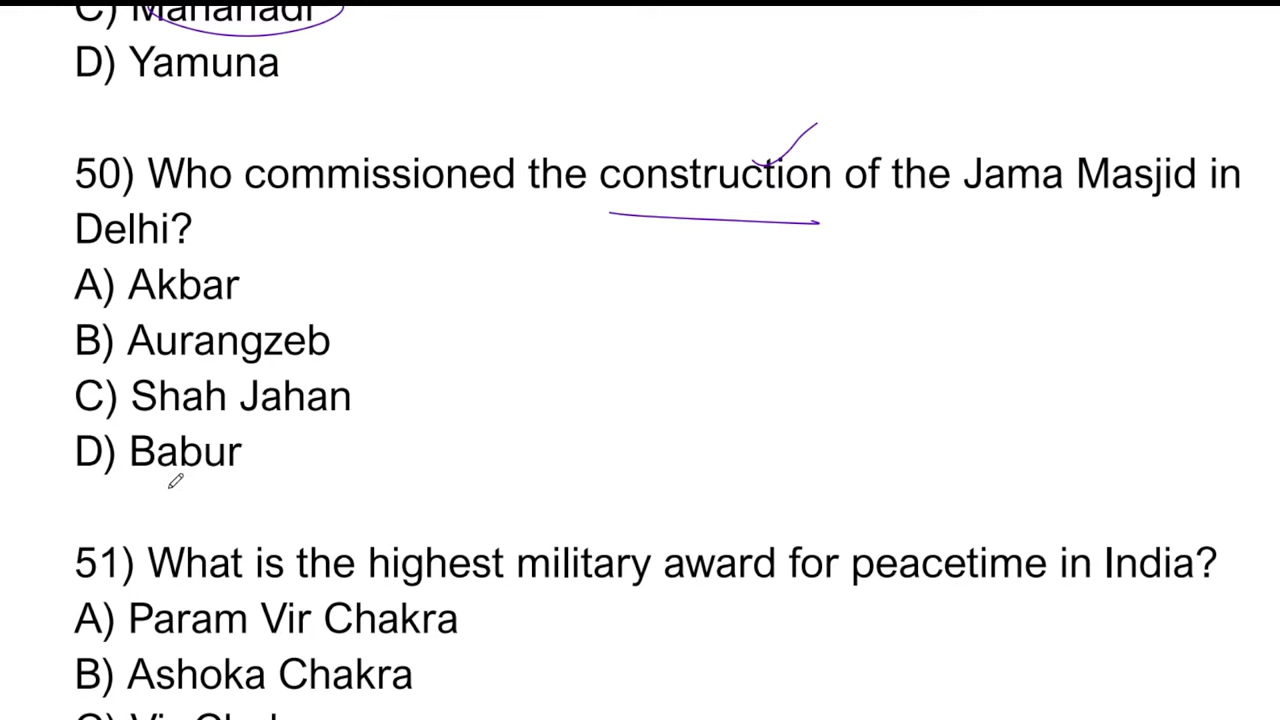 C) Mahanadi
D) Yamuna
50) Who commissioned the construction of the Jama Masjid in
Delhi?
A) Akbar
B) Aurangzeb
C) Shah Jahan
D) Babur
51) What is the highest military award for peacetime in India?
A) Param Vir Chakra
B) Ashoka Chakra